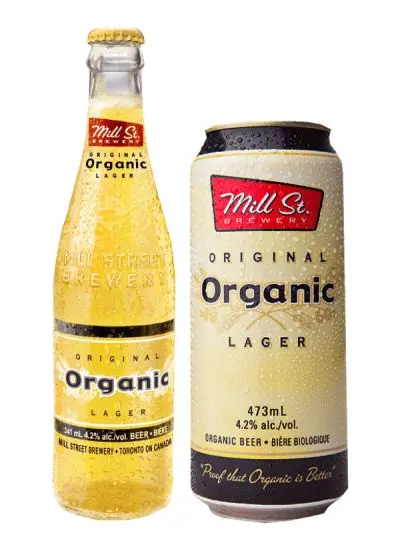 Mill St.
BREWERY
ORIGINAL
Organic
LAGER
MILL STREET
BREWERY
ORIGINAL
Organic
LAGER
341 mL 4.2% alc./vol. BEER • BIÈRE
MILL STREET BREWERY • TORONTO ON CANADA
Mill St.
BREWERY
ORIGINAL
Organic
LAGER
473mL
4.2% alc./vol.
ORGANIC BEER • BIÈRE BIOLOGIQUE
"Proof that Organic is Better"